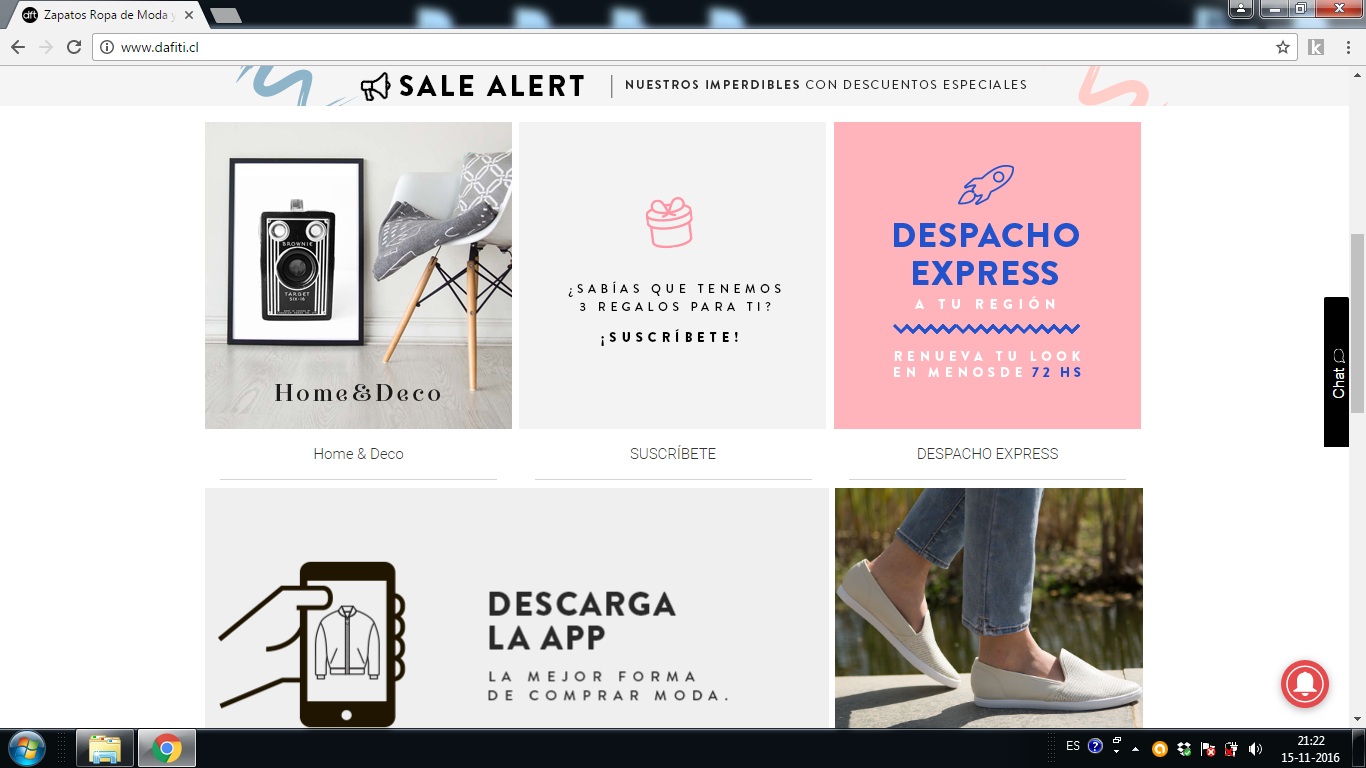 dft
Zapatos Ropa de Moda y
www.dafiti.cl
k
SALE ALERT
NUESTROS IMPERDIBLES CON DESCUENTOS ESPECIALES
BROWNIE
TARGET
SIX-16
Home&Deco
¿SABÍAS QUE TENEMOS
3 REGALOS PARA TI?
¡SUSCRÍBETE!
DESPACHO
EXPRESS
A TU REGIÓN
RENUEVA TU LOOK
EN MENOSDE 72 HS
Chat
Home & Deco
SUSCRÍBETE
DESPACHO EXPRESS
DESCARGA
LA APP
LA MEJOR FORMA
DE COMPRAR MODA.
ES
21:22
15-11-2016